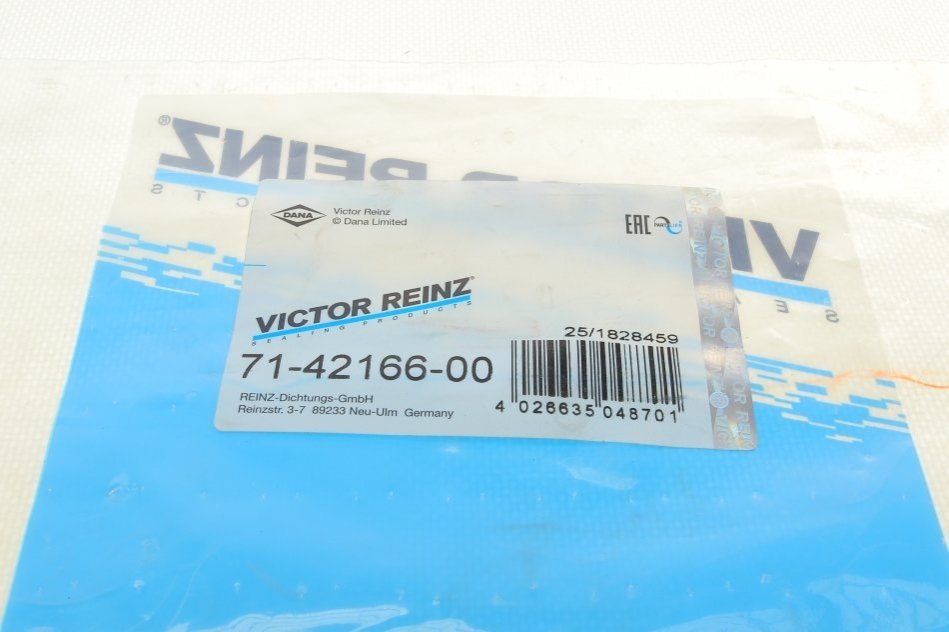 REINZ®
DANA
Victor Reinz
© Dana Limited
EAC
VICTOR REINZ®
SEALING PRODUCTS
25/1828459
71-42166-00
REINZ-Dichtungs-GmbH
Reinzstr. 3-7 89233 Neu-Ulm Germany
4 026635 048701